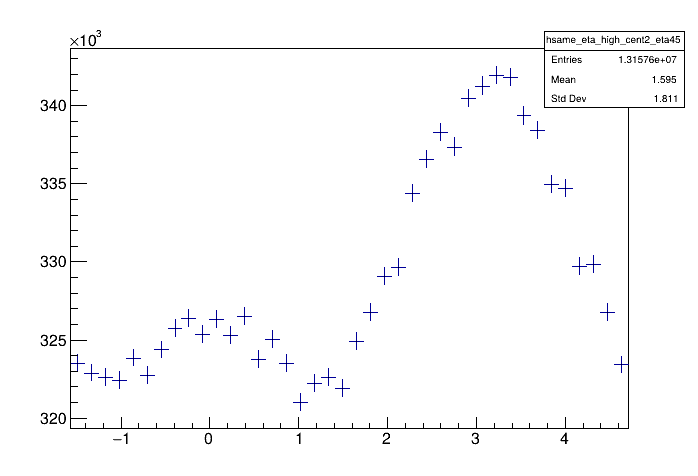 ×10³
hsame_eta_high_cent2_eta45
Entries 1.31576e+07
Mean 1.595
Std Dev 1.811
340
335
330
325
320
−1 0 1 2 3 4